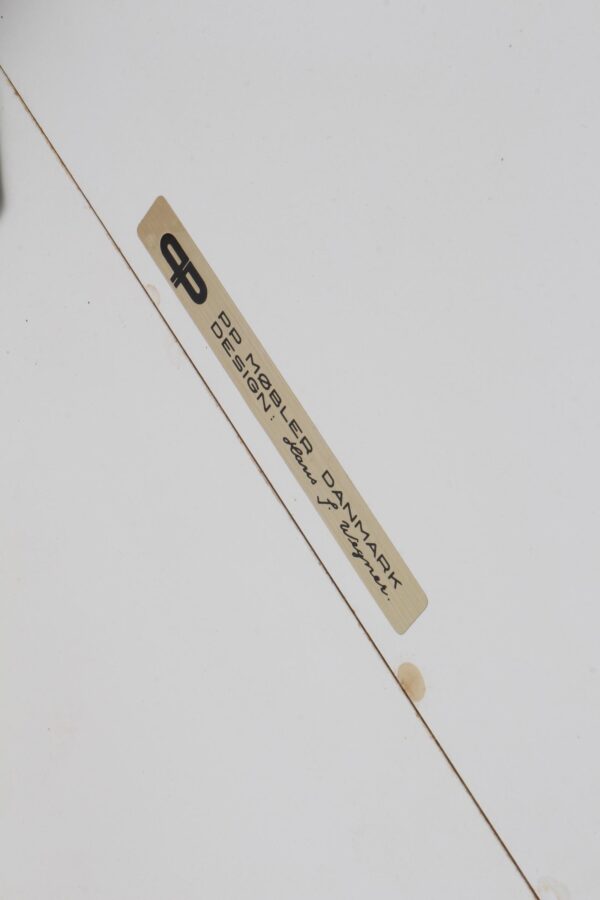 PP
PP MØBLER DANMARK
DESIGN: Hans J. Wegner.